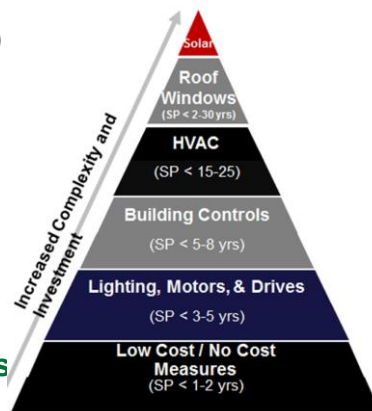 Solar
Roof
Windows
(SP < 2-30 yrs)
HVAC
(SP < 15-25)
Building Controls
(SP < 5-8 yrs)
Lighting, Motors, & Drives
(SP < 3-5 yrs)
Low Cost / No Cost
Measures
(SP < 1-2 yrs)
Increased Complexity and
Investment
s